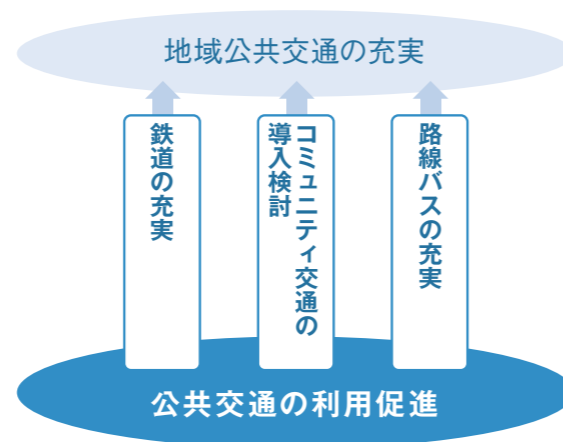 地域公共交通の充実
鉄道の充実
コミュニティ交通の
導入検討
路線バスの充実
公共交通の利用促進